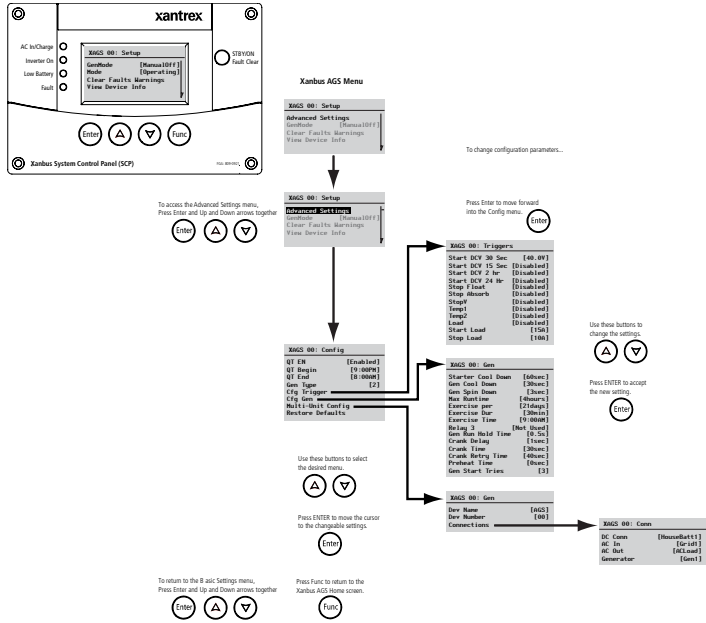 xantrex
AC In/Charge
Inverter On
Low Battery
Fault
XAGS 00: Setup
GenMode [ManualOff]
Mode [Operating]
Clear Faults Warnings
View Device Info
STBY/ON
Fault Clear
Enter
Func
Xanbus System Control Panel (SCP)
Xanbus AGS Menu
XAGS 00: Setup
Advanced Settings
GenMode [ManualOff]
Clear Faults Warnings
View Device Info
To change configuration parameters...
To access the Advanced Settings menu,
Press Enter and Up and Down arrows together
Enter
XAGS 00: Setup
Advanced Settings
GenMode [ManualOff]
Clear Faults Warnings
View Device Info
Press Enter to move forward
into the Config menu.
Enter
XAGS 00: Triggers
Start DCV 30 Sec [40.0V]
Start DCV 15 Sec [Disabled]
Start DCV 2 hr [Disabled]
Start DCV 24 Hr [Disabled]
Stop Float [Disabled]
Stop Absorb [Disabled]
StopV [Disabled]
Temp1 [Disabled]
Temp2 [Disabled]
Load [Disabled]
Start Load [15A]
Stop Load [10A]
Use these buttons to
change the settings.
Press ENTER to accept
the new setting.
Enter
XAGS 00: Config
QT EN [Enabled]
QT Begin [9:00PM]
QT End [8:00AM]
Gen Type [2]
Cfg Trigger
Cfg Gen
Multi-Unit Config
Restore Defaults
XAGS 00: Gen
Starter Cool Down [60sec]
Gen Cool Down [30sec]
Gen Spin Down [3sec]
Max Runtime [4hours]
Exercise per [21days]
Exercise Dur [30min]
Exercise Time [9:00AM]
Relay 3 [Not Used]
Gen Run Hold Time [0.5s]
Crank Delay [1sec]
Crank Time [30sec]
Crank Retry Time [40sec]
Preheat Time [0sec]
Gen Start Tries [3]
Use these buttons to select
the desired menu.
Press ENTER to move the cursor
to the changeable settings.
Enter
XAGS 00: Gen
Dev Name [AGS]
Dev Number [00]
Connections
XAGS 00: Conn
DC Conn [HouseBatt1]
AC In [Grid1]
AC Out [ACLoad]
Generator [Gen1]
To return to the B asic Settings menu,
Press Enter and Up and Down arrows together
Enter
Press Func to return to the
Xanbus AGS Home screen.
Func